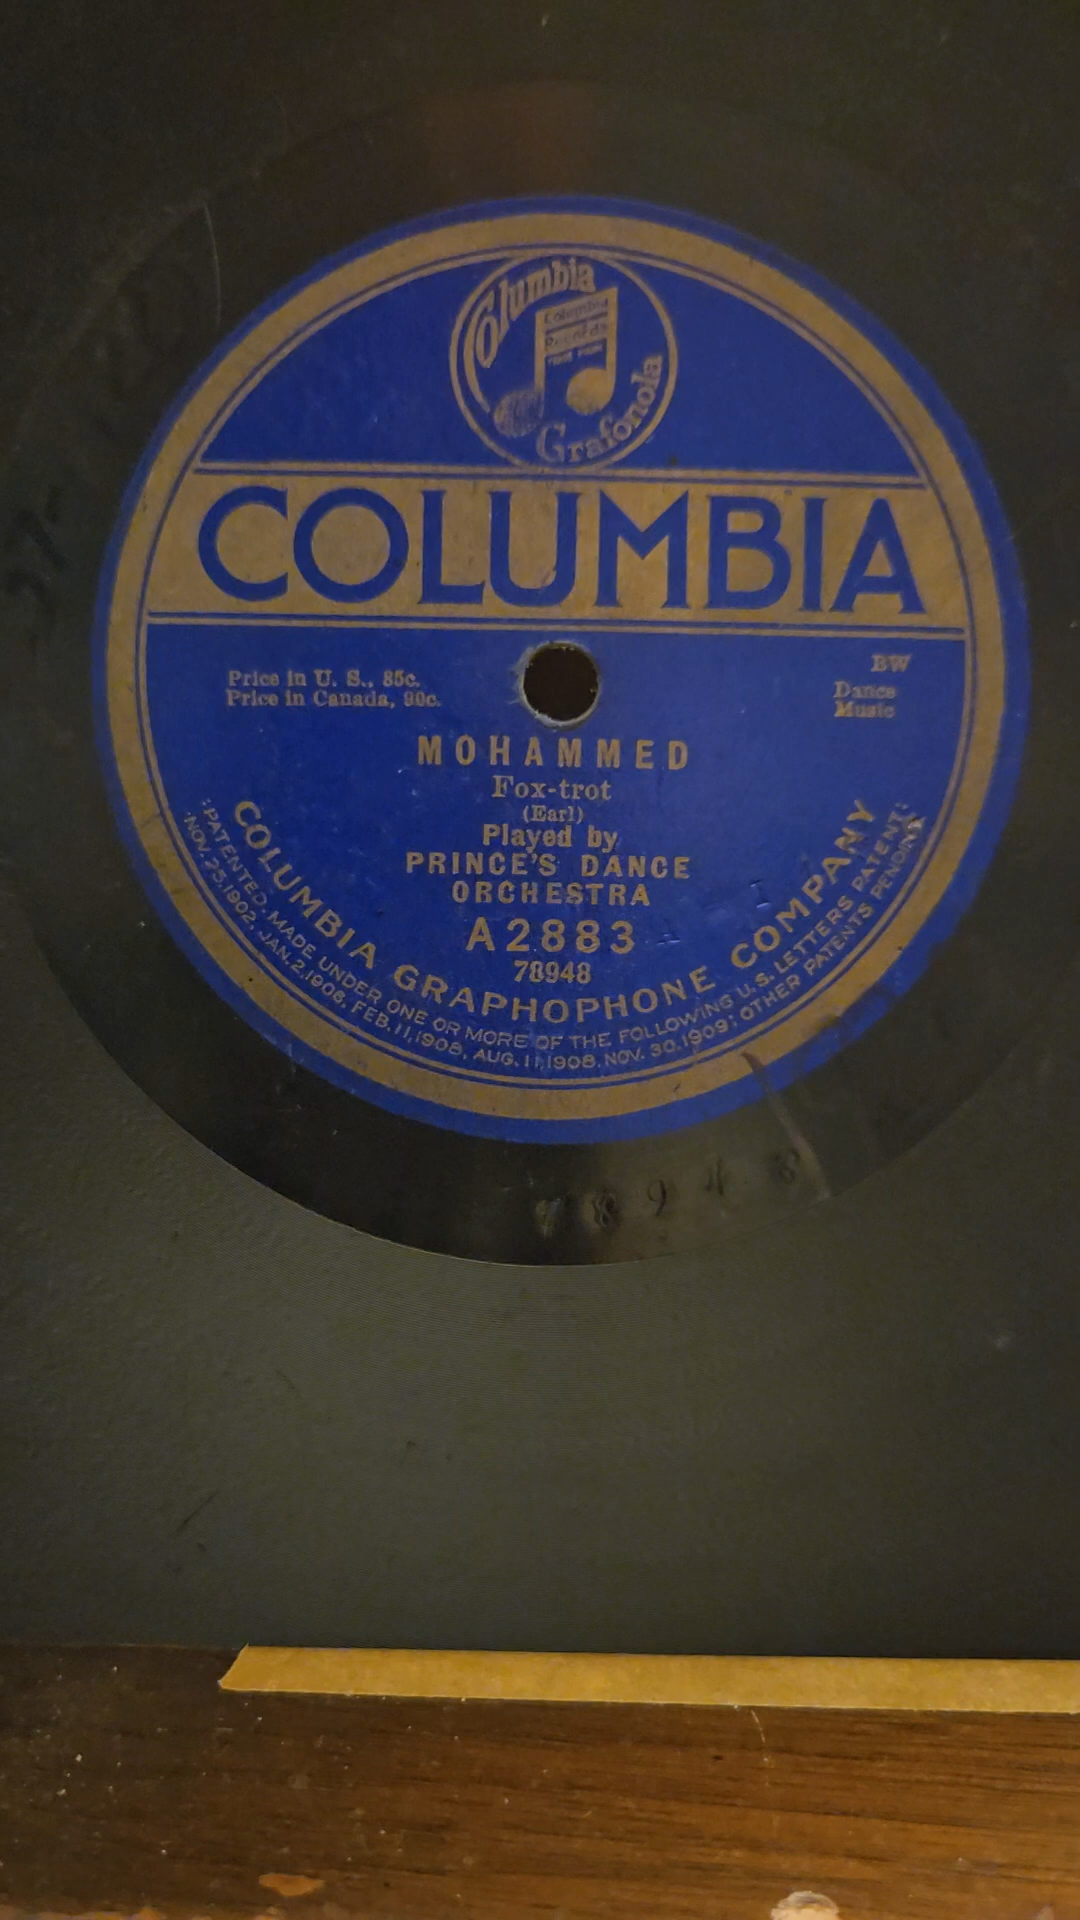 Columbia
Columbia
Records
Grafonola
COLUMBIA
Price in U. S., 85c.
Price in Canada, 90c.
BW
Dance
Music
MOHAMMED
Fox-trot
(Earl)
Played by
PRINCE'S DANCE
ORCHESTRA
A2883
78948
COLUMBIA GRAPHOPHONE COMPANY
:PATENTED. MADE UNDER ONE OR MORE OF THE FOLLOWING U.S. LETTERS PATENT:
NOV. 25.1902, JAN.2.1906, FEB.11,1908, AUG.11,1908. NOV. 30.1909; OTHER PATENTS PENDING
78948